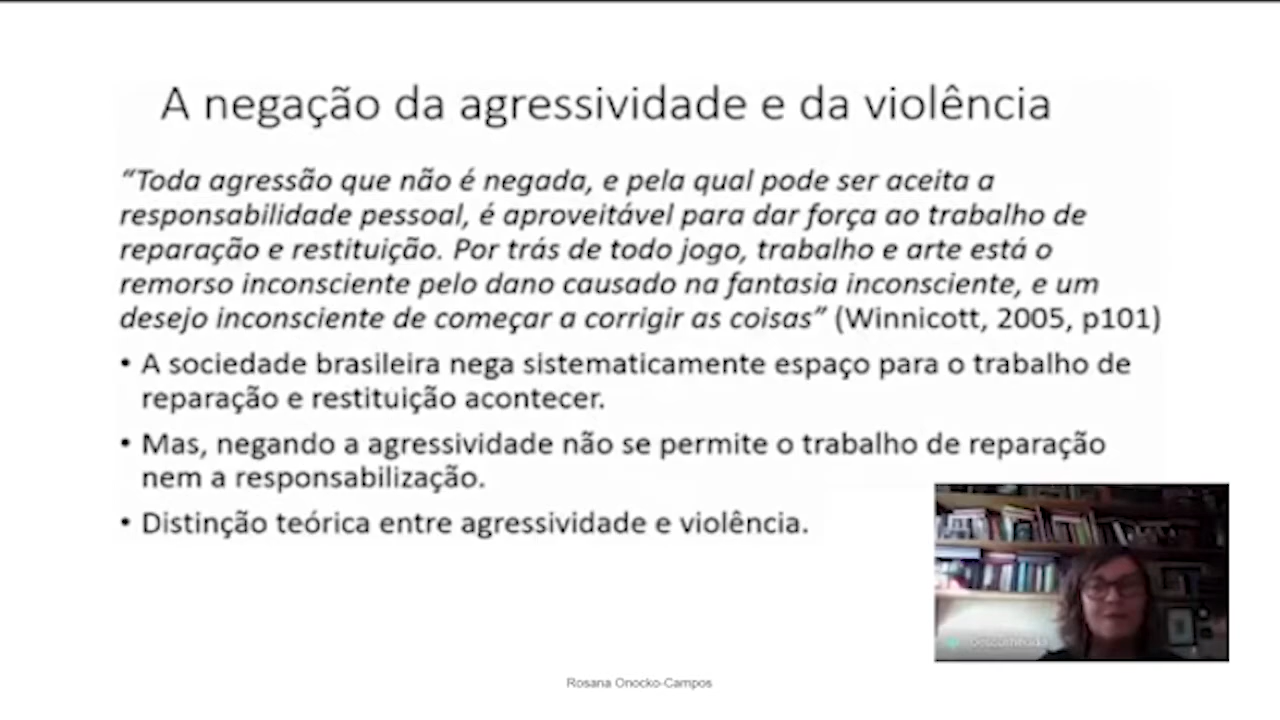 A negação da agressividade e da violência
“Toda agressão que não é negada, e pela qual pode ser aceita a
responsabilidade pessoal, é aproveitável para dar força ao trabalho de
reparação e restituição. Por trás de todo jogo, trabalho e arte está o
remorso inconsciente pelo dano causado na fantasia inconsciente, e um
desejo inconsciente de começar a corrigir as coisas” (Winnicott, 2005, p101)
• A sociedade brasileira nega sistematicamente espaço para o trabalho de
reparação e restituição acontecer.
• Mas, negando a agressividade não se permite o trabalho de reparação
nem a responsabilização.
• Distinção teórica entre agressividade e violência.
Rosana Onocko-Campos